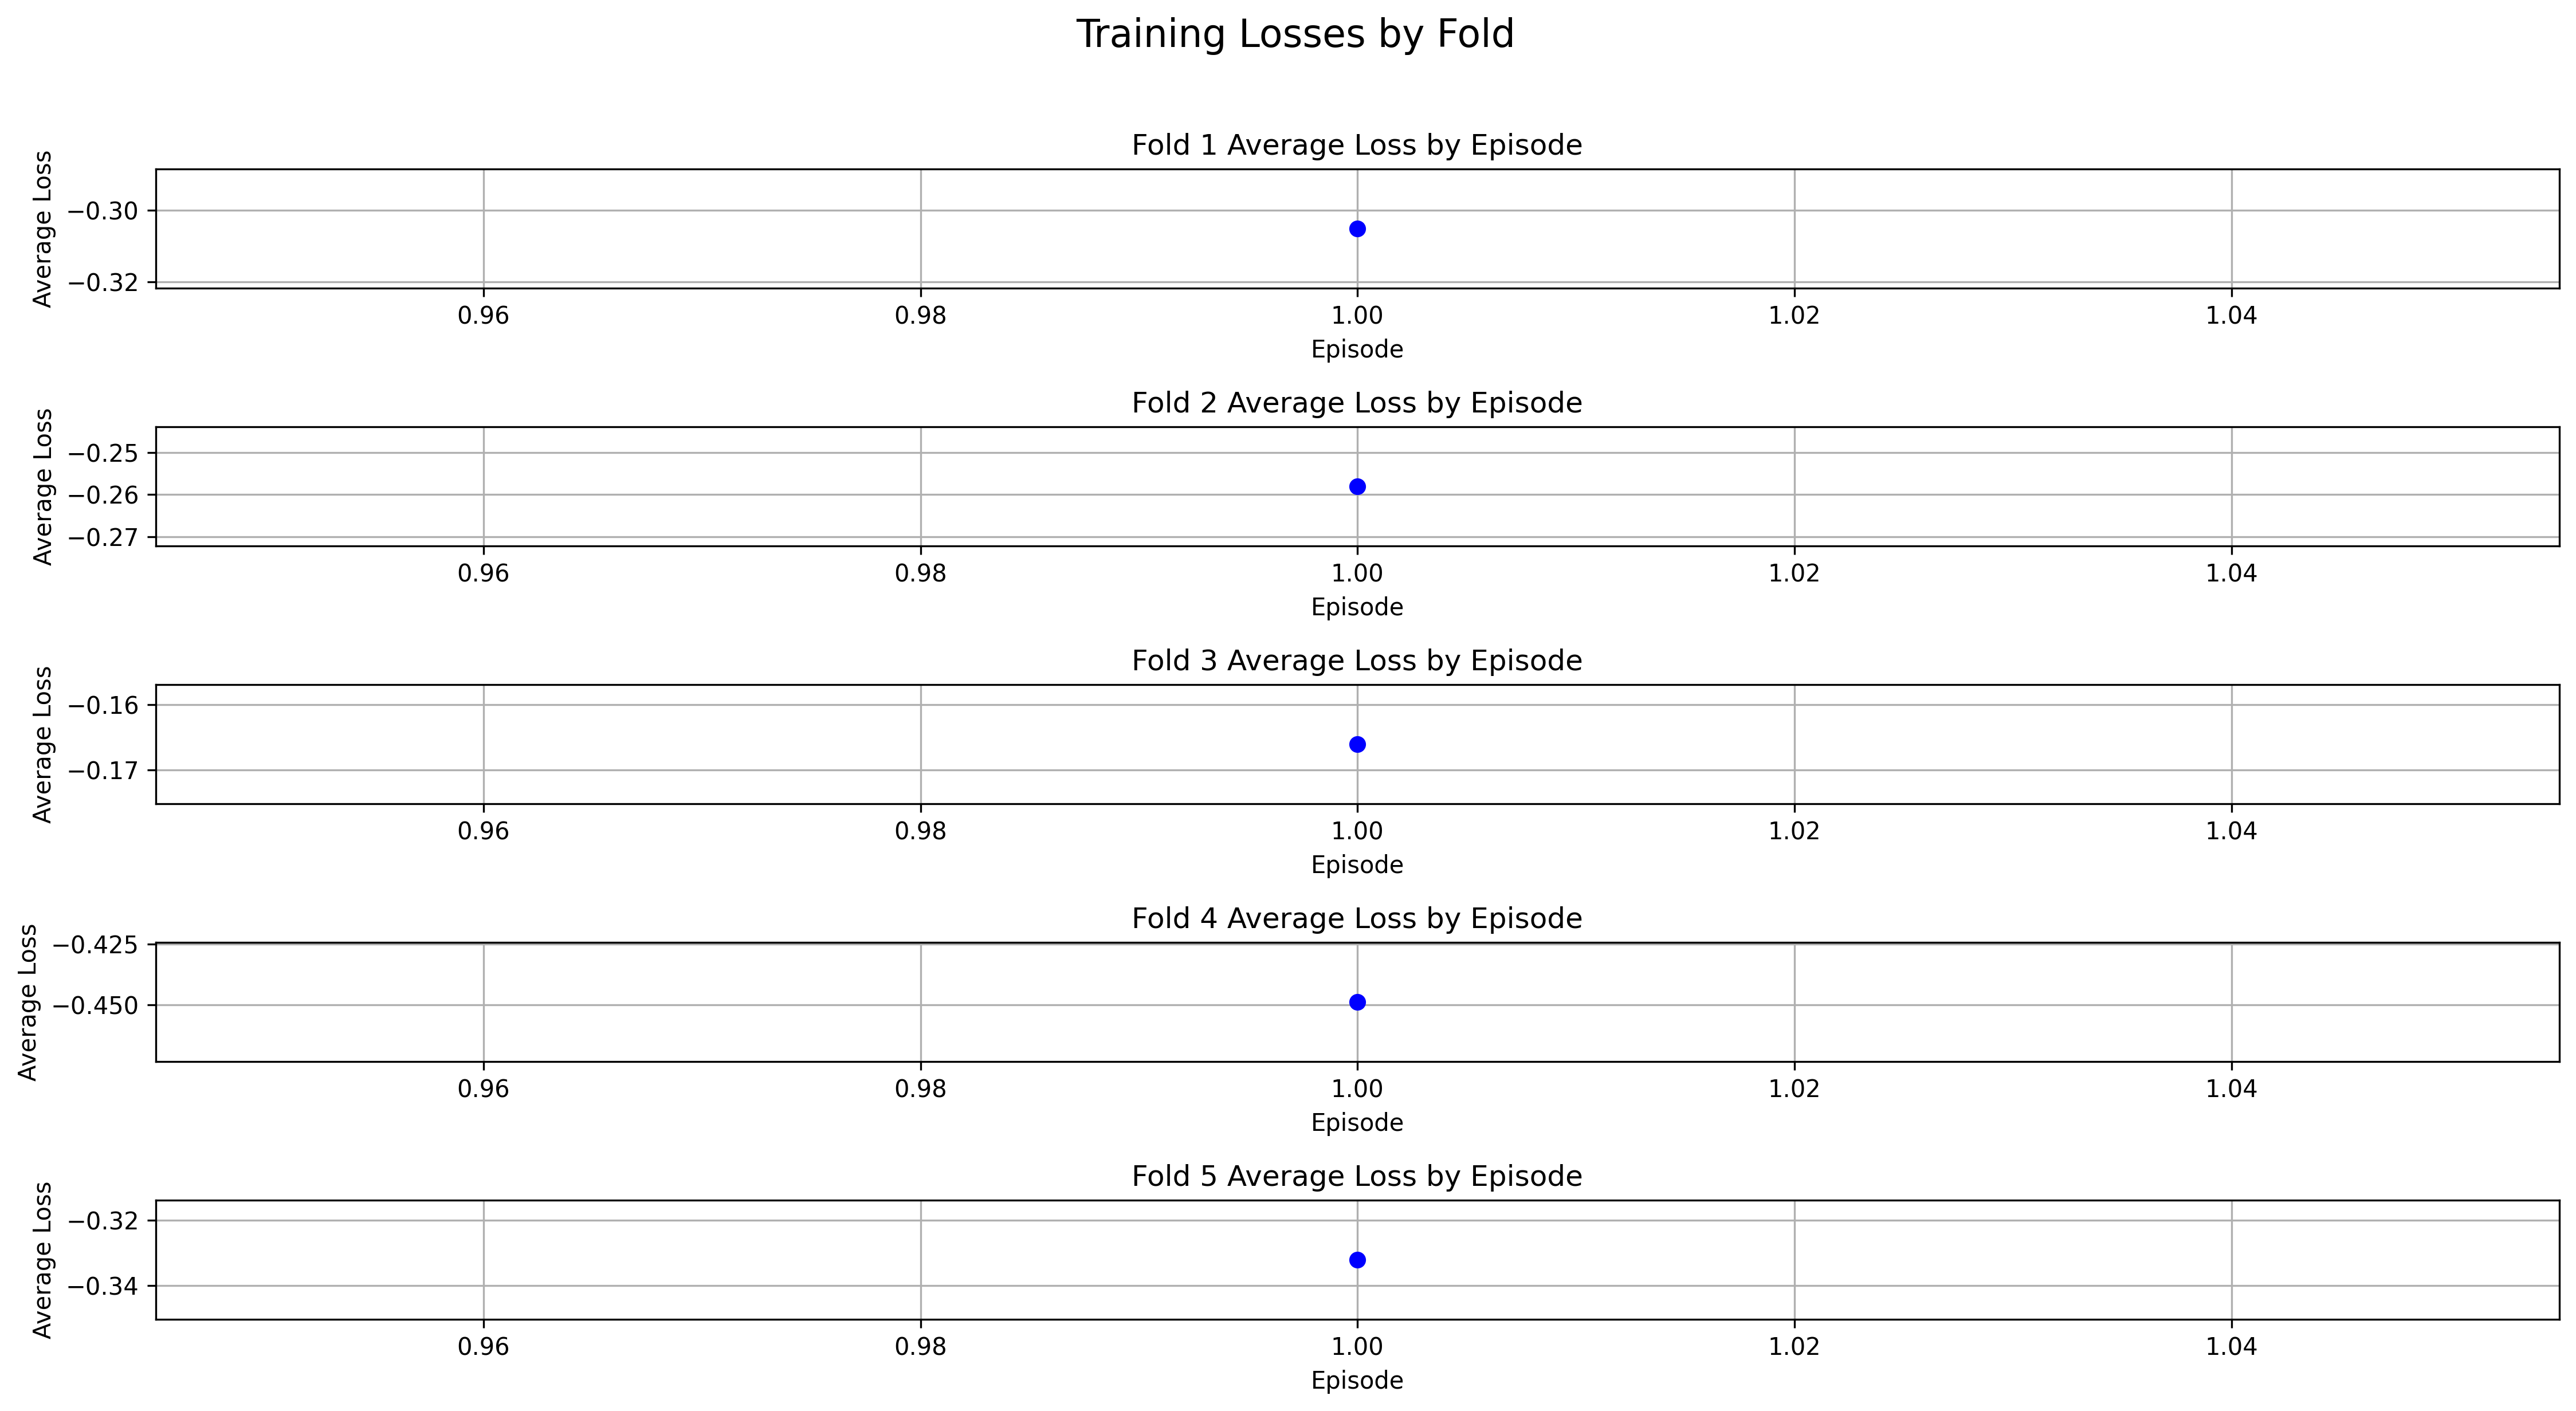 Training Losses by Fold
Fold 1 Average Loss by Episode
Average Loss
−0.30
−0.32
0.96 0.98 1.00 1.02 1.04
Episode
Fold 2 Average Loss by Episode
Average Loss
−0.25
−0.26
−0.27
0.96 0.98 1.00 1.02 1.04
Episode
Fold 3 Average Loss by Episode
Average Loss
−0.16
−0.17
0.96 0.98 1.00 1.02 1.04
Episode
Fold 4 Average Loss by Episode
Average Loss
−0.425
−0.450
0.96 0.98 1.00 1.02 1.04
Episode
Fold 5 Average Loss by Episode
Average Loss
−0.32
−0.34
0.96 0.98 1.00 1.02 1.04
Episode